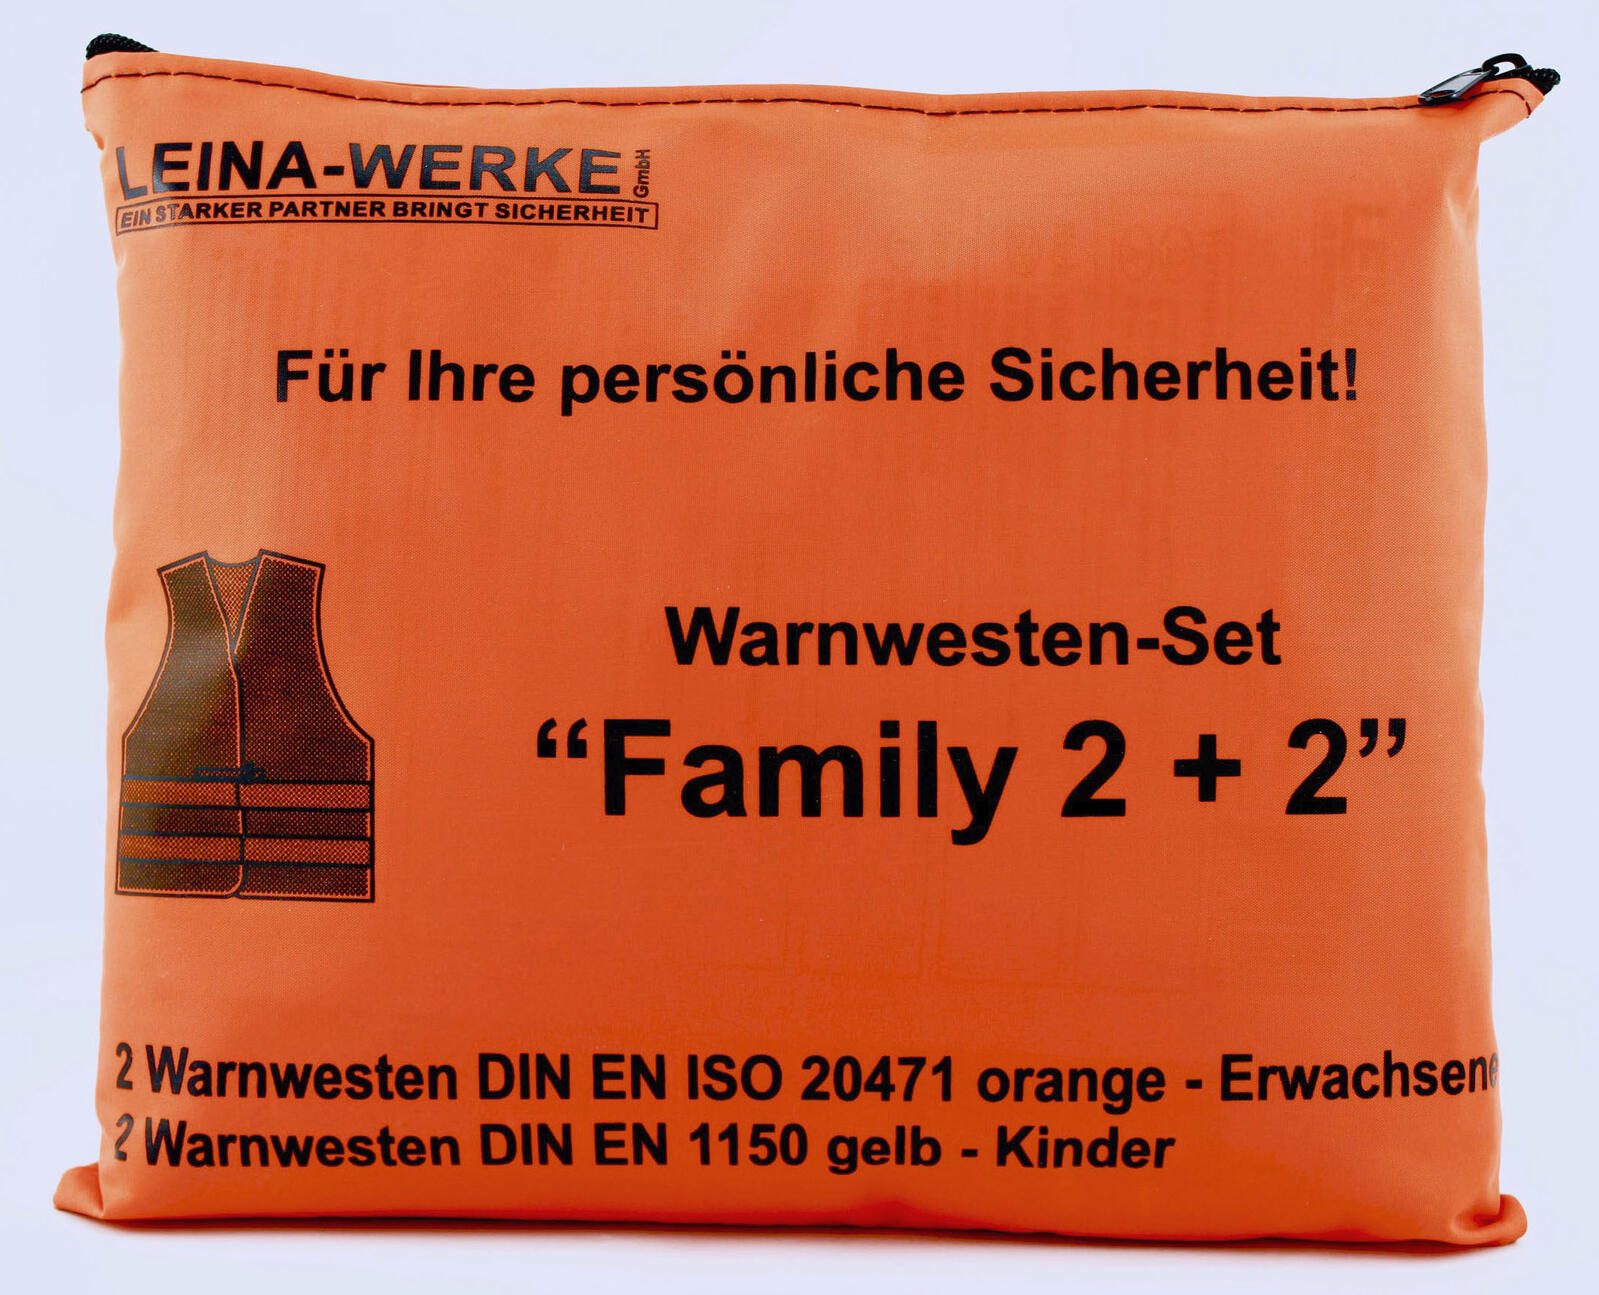 LEINA-WERKE GmbH
EIN STARKER PARTNER BRINGT SICHERHEIT
Für Ihre persönliche Sicherheit!
Warnwesten-Set
“Family 2 + 2”
2 Warnwesten DIN EN ISO 20471 orange - Erwachsene
2 Warnwesten DIN EN 1150 gelb - Kinder